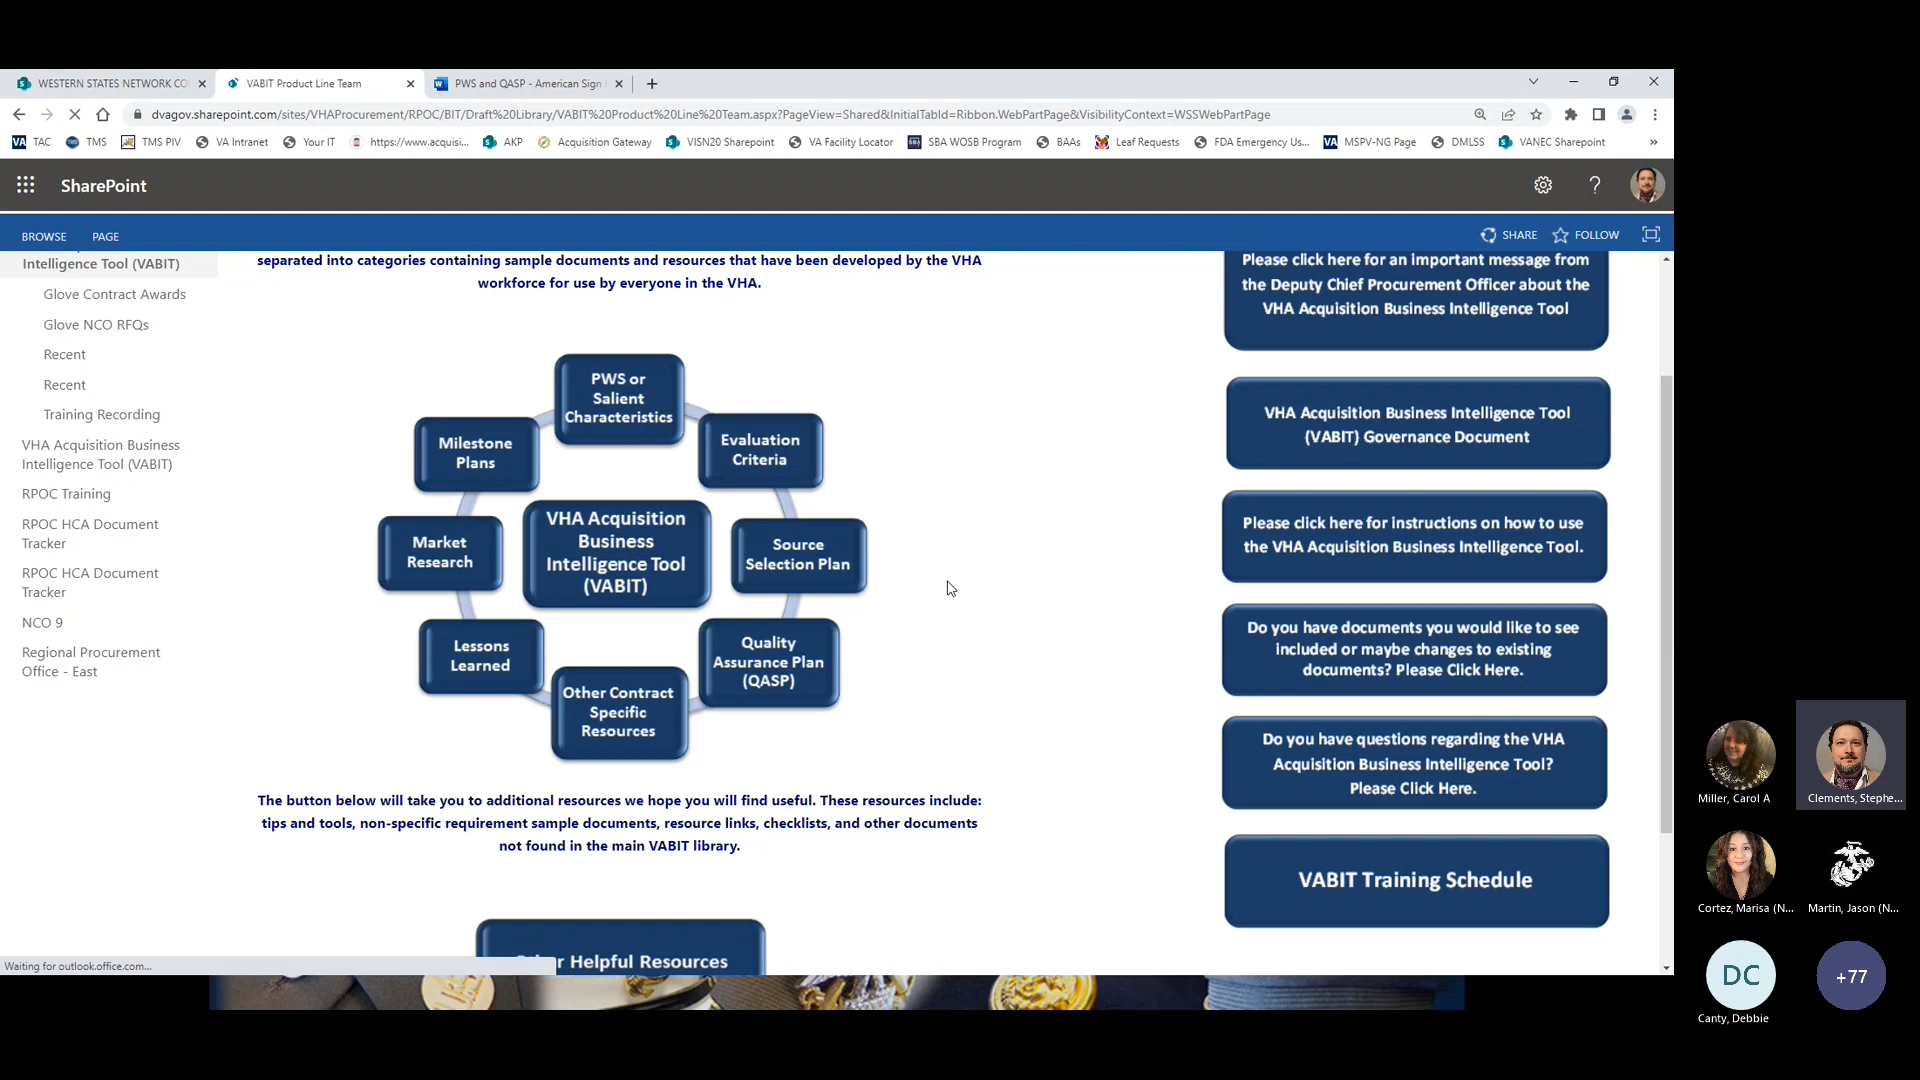 WESTERN STATES NETWORK CO
VABIT Product Line Team
PWS and QASP - American Sign
dvagov.sharepoint.com/sites/VHAProcurement/RPOC/BIT/Draft%20Library/VABIT%20Product%20Line%20Team.aspx?PageView=Shared&InitialTabId=Ribbon.WebPartPage&VisibilityContext=WSSWebPartPage
VA TAC
TMS
TMS PIV
VA Intranet
Your IT
https://www.acquisi...
AKP
Acquisition Gateway
VISN20 Sharepoint
VA Facility Locator
SBA WOSB Program
BAAs
Leaf Requests
FDA Emergency Us...
VA MSPV-NG Page
DMLSS
VANEC Sharepoint
»
SharePoint
?
BROWSE
PAGE
SHARE
FOLLOW
Intelligence Tool (VABIT)
Glove Contract Awards
Glove NCO RFQs
Recent
Recent
Training Recording
VHA Acquisition Business
Intelligence Tool (VABIT)
RPOC Training
RPOC HCA Document
Tracker
RPOC HCA Document
Tracker
NCO 9
Regional Procurement
Office - East
separated into categories containing sample documents and resources that have been developed by the VHA
workforce for use by everyone in the VHA.
PWS or
Salient
Characteristics
Milestone
Plans
Evaluation
Criteria
Market
Research
VHA Acquisition
Business
Intelligence Tool
(VABIT)
Source
Selection Plan
Lessons
Learned
Quality
Assurance Plan
(QASP)
Other Contract
Specific
Resources
The button below will take you to additional resources we hope you will find useful. These resources include:
tips and tools, non-specific requirement sample documents, resource links, checklists, and other documents
not found in the main VABIT library.
Helpful Resources
Please click here for an important message from
the Deputy Chief Procurement Officer about the
VHA Acquisition Business Intelligence Tool
VHA Acquisition Business Intelligence Tool
(VABIT) Governance Document
Please click here for instructions on how to use
the VHA Acquisition Business Intelligence Tool.
Do you have documents you would like to see
included or maybe changes to existing
documents? Please Click Here.
Do you have questions regarding the VHA
Acquisition Business Intelligence Tool?
Please Click Here.
VABIT Training Schedule
Waiting for outlook.office.com...
Miller, Carol A
Clements, Stephe...
Cortez, Marisa (N...
Martin, Jason (N...
DC
+77
Canty, Debbie